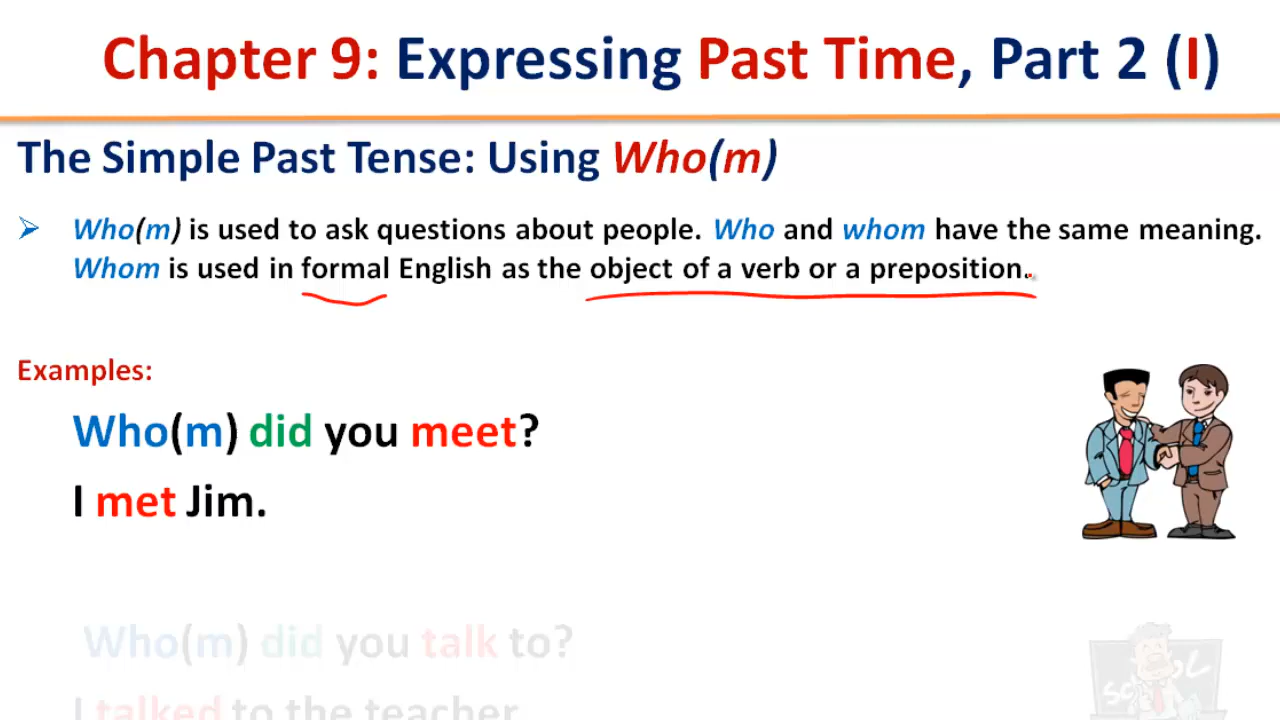 Chapter 9: Expressing Past Time, Part 2 (I)
The Simple Past Tense: Using Who(m)
Who(m) is used to ask questions about people. Who and whom have the same meaning.
Whom is used in formal English as the object of a verb or a preposition.
Examples:
Who(m) did you meet?
I met Jim.
Who(m) did you talk to?
I talked to the teacher